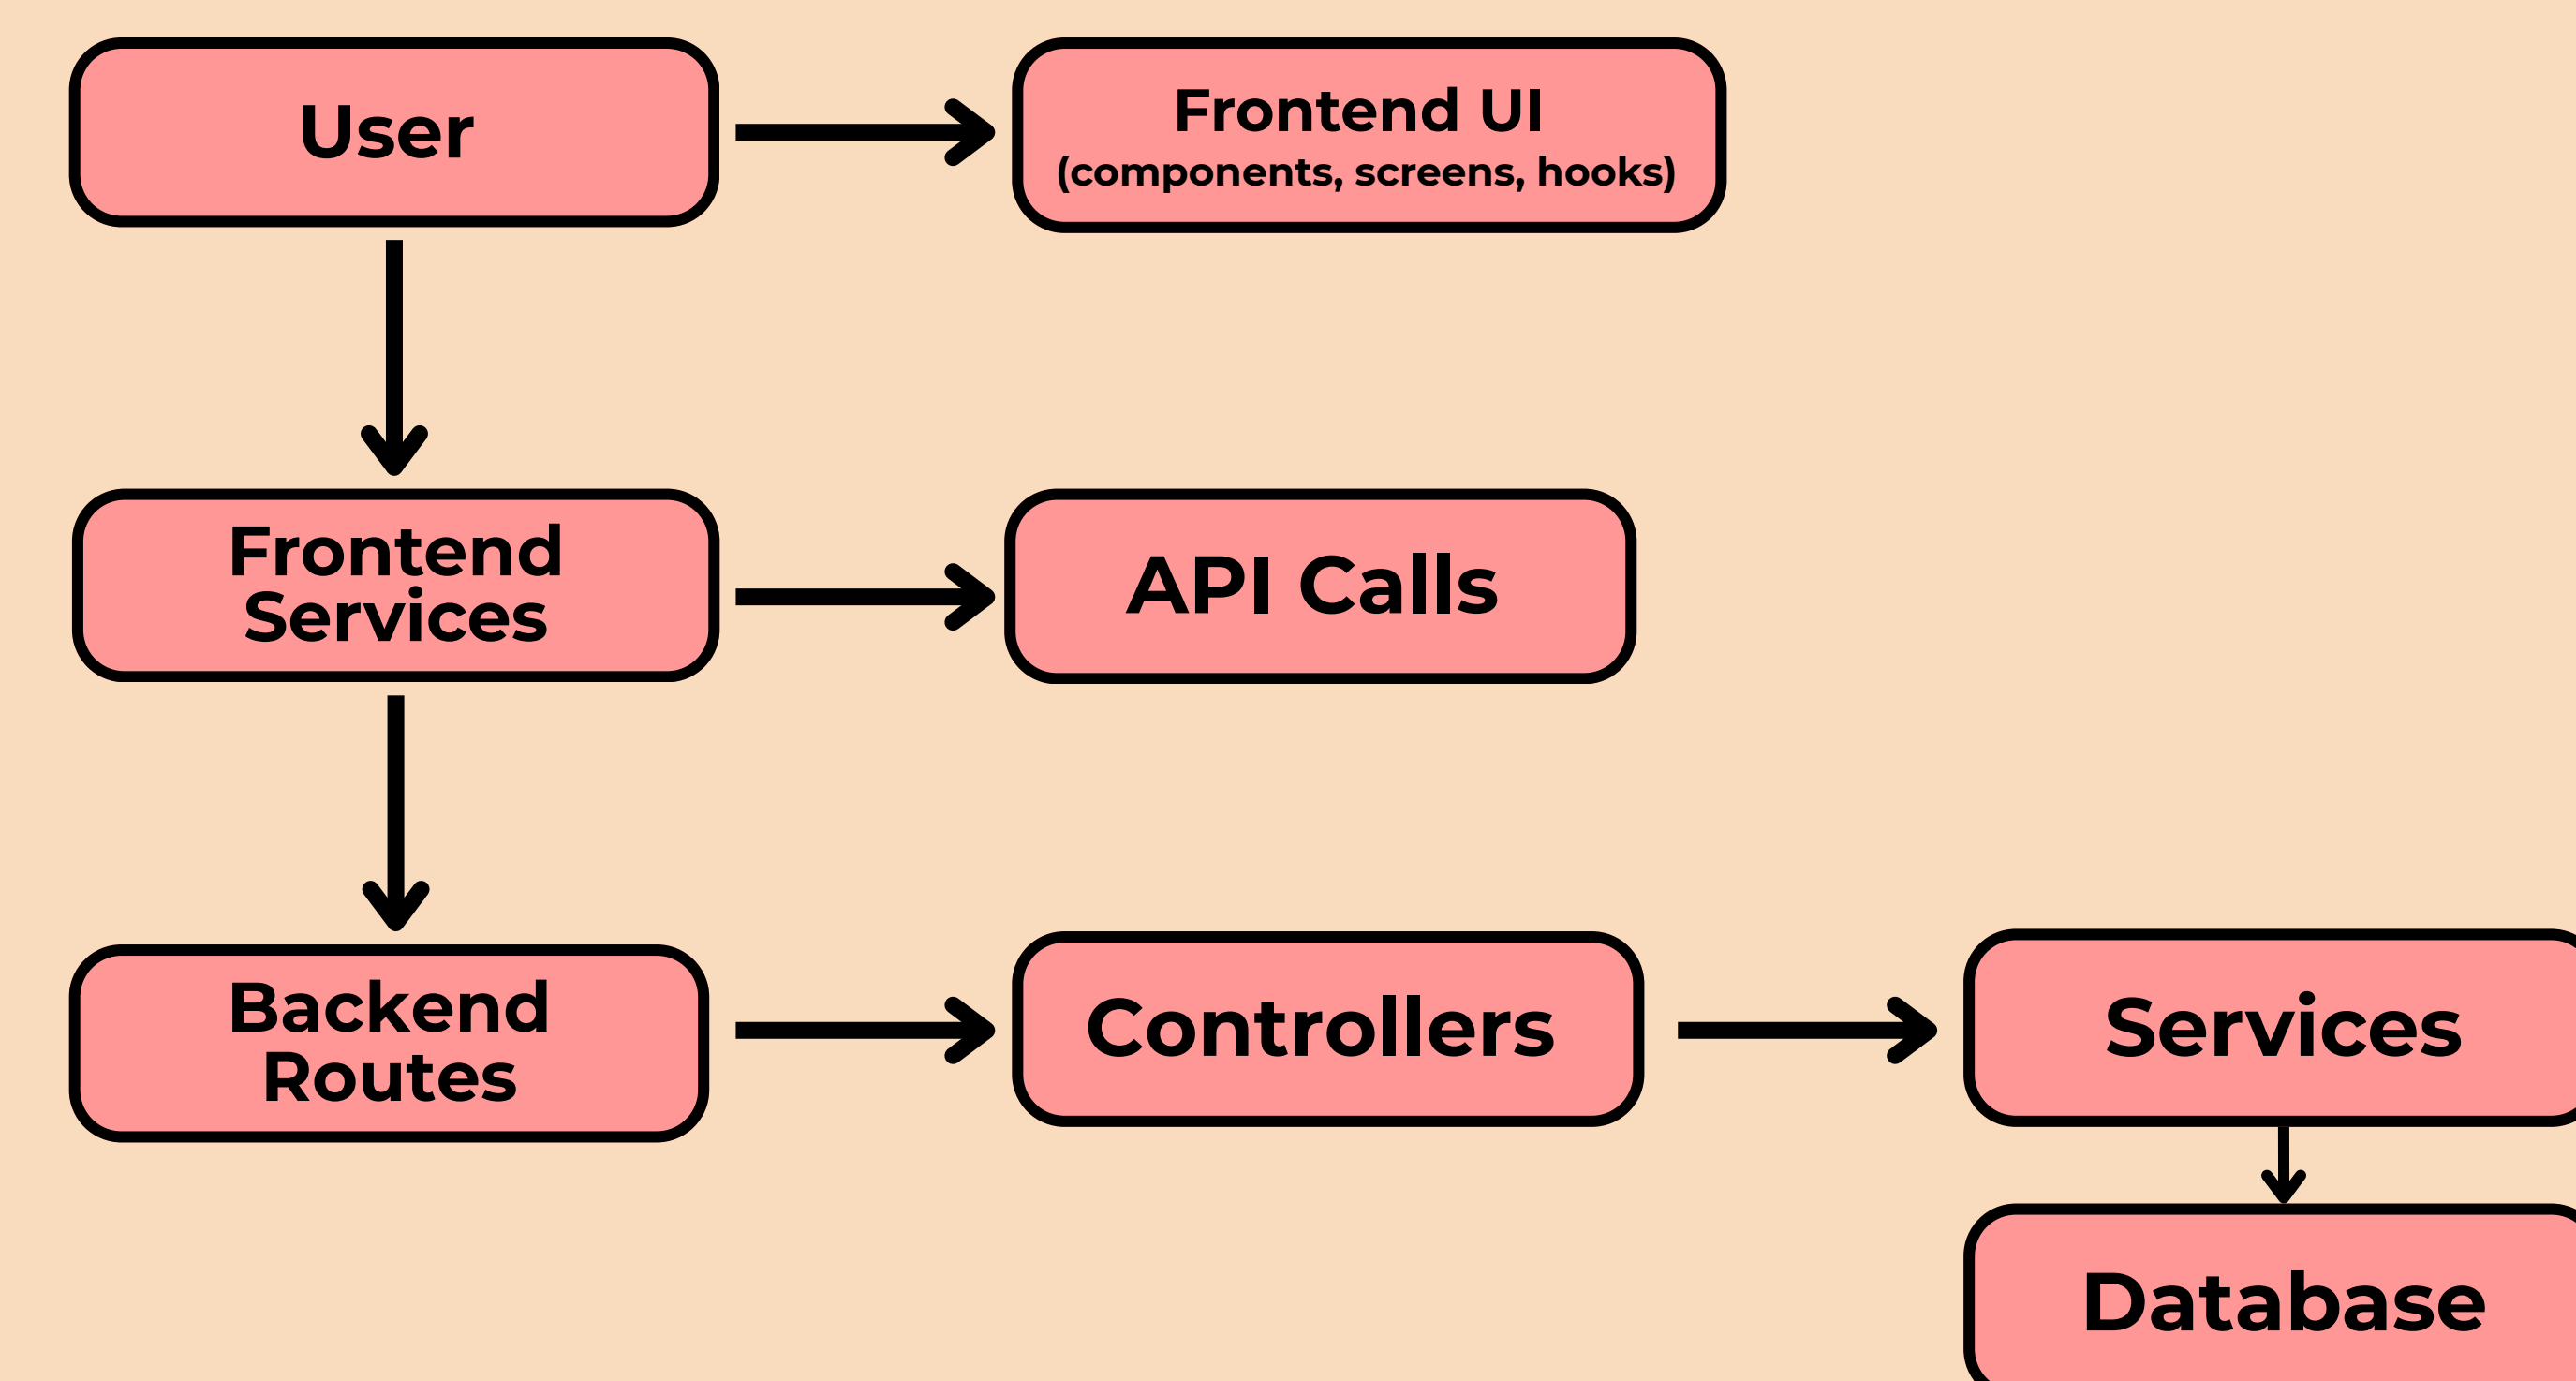 User
Frontend UI
(components, screens, hooks)
Frontend
Services
API Calls
Backend
Routes
Controllers
Services
Database